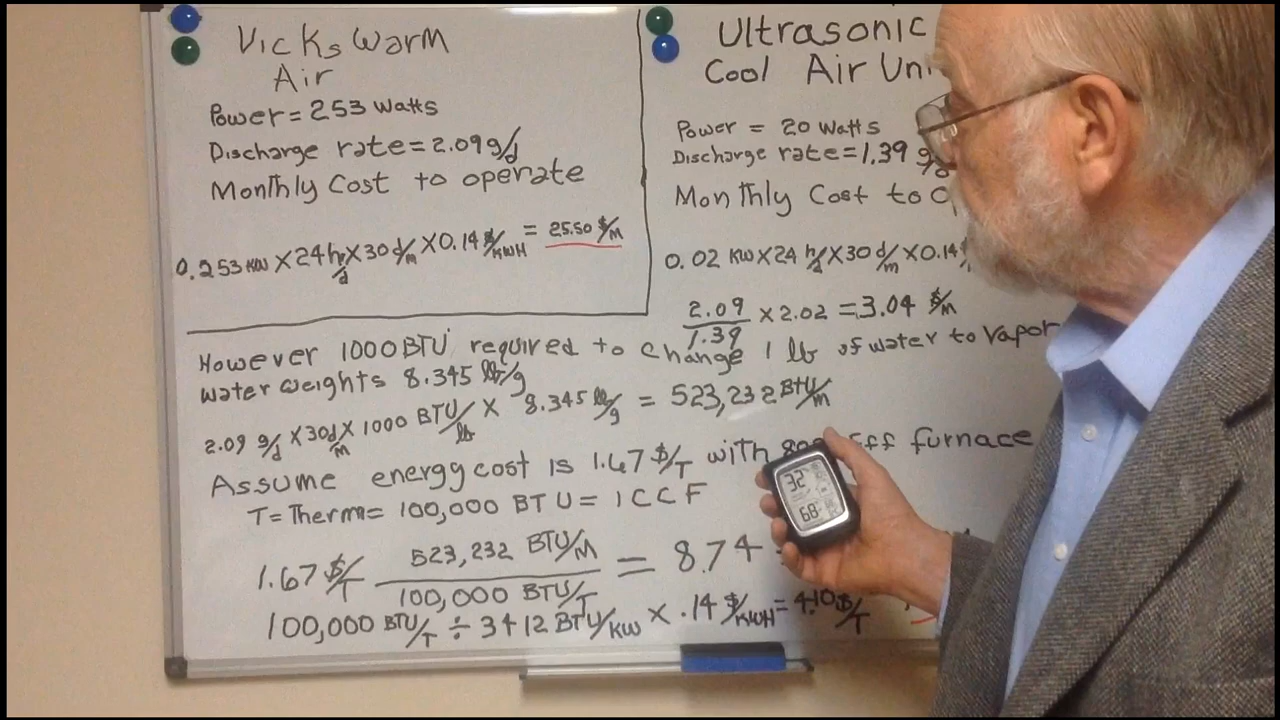 Vicks Warm
Air
Power = 253 Watts
Discharge rate = 2.09 g/d
Monthly Cost to operate
0.253 KW X 24 h/d X 30 d/m X 0.14 $/KWH = 25.50 $/M
Ultrasonic
Cool Air
Power = 20 Watts
Discharge rate = 1.39
Monthly Cost to
0.02 KW X 24 h/d X 30 d/m X 0.14
2.09/1.39 X 2.02 = 3.04 $/M
However 1000 BTU required to change 1 lb of water to vapor
water weights 8.345 lb/g
2.09 g/d X 30 d/M X 1000 BTU/lb X 8.345 lb/g = 523,232 BTU/m
Assume energy cost is 1.67 $/T with Eff furnace
T = Therm = 100,000 BTU = 1 CCF
1.67 $/T 523,232 BTU/M / 100,000 BTU/T = 8.74
100,000 BTU/T ÷ 3412 BTU/KW X .14 $/KWH = 4.10 $/T
32
68